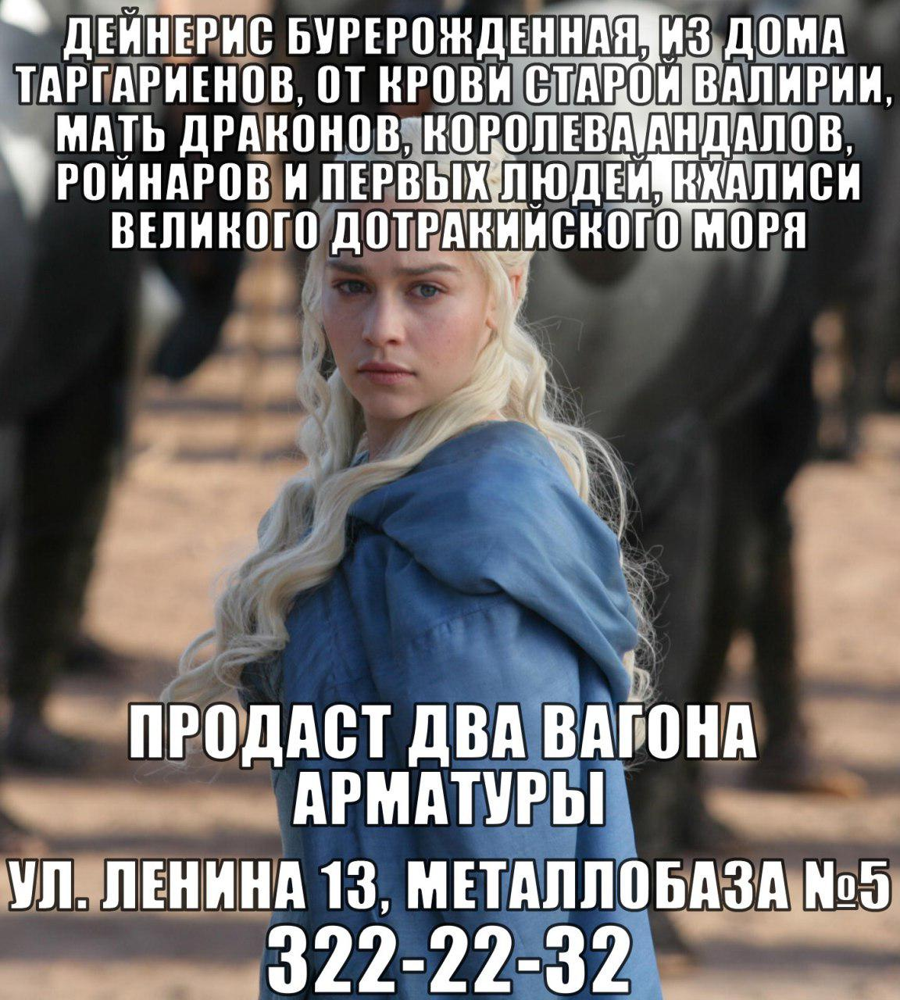 ДЕЙНЕРИС БУРЕРОЖДЕННАЯ, ИЗ ДОМА
ТАРГАРИЕНОВ, ОТ КРОВИ СТАРОЙ ВАЛИРИИ,
МАТЬ ДРАКОНОВ, КОРОЛЕВА АНДАЛОВ,
РОЙНАРОВ И ПЕРВЫХ ЛЮДЕЙ, КХАЛИСИ
ВЕЛИКОГО ДОТРАКИЙСКОГО МОРЯ
ПРОДАСТ ДВА ВАГОНА
АРМАТУРЫ
УЛ. ЛЕНИНА 13, МЕТАЛЛОБАЗА №5
322-22-32